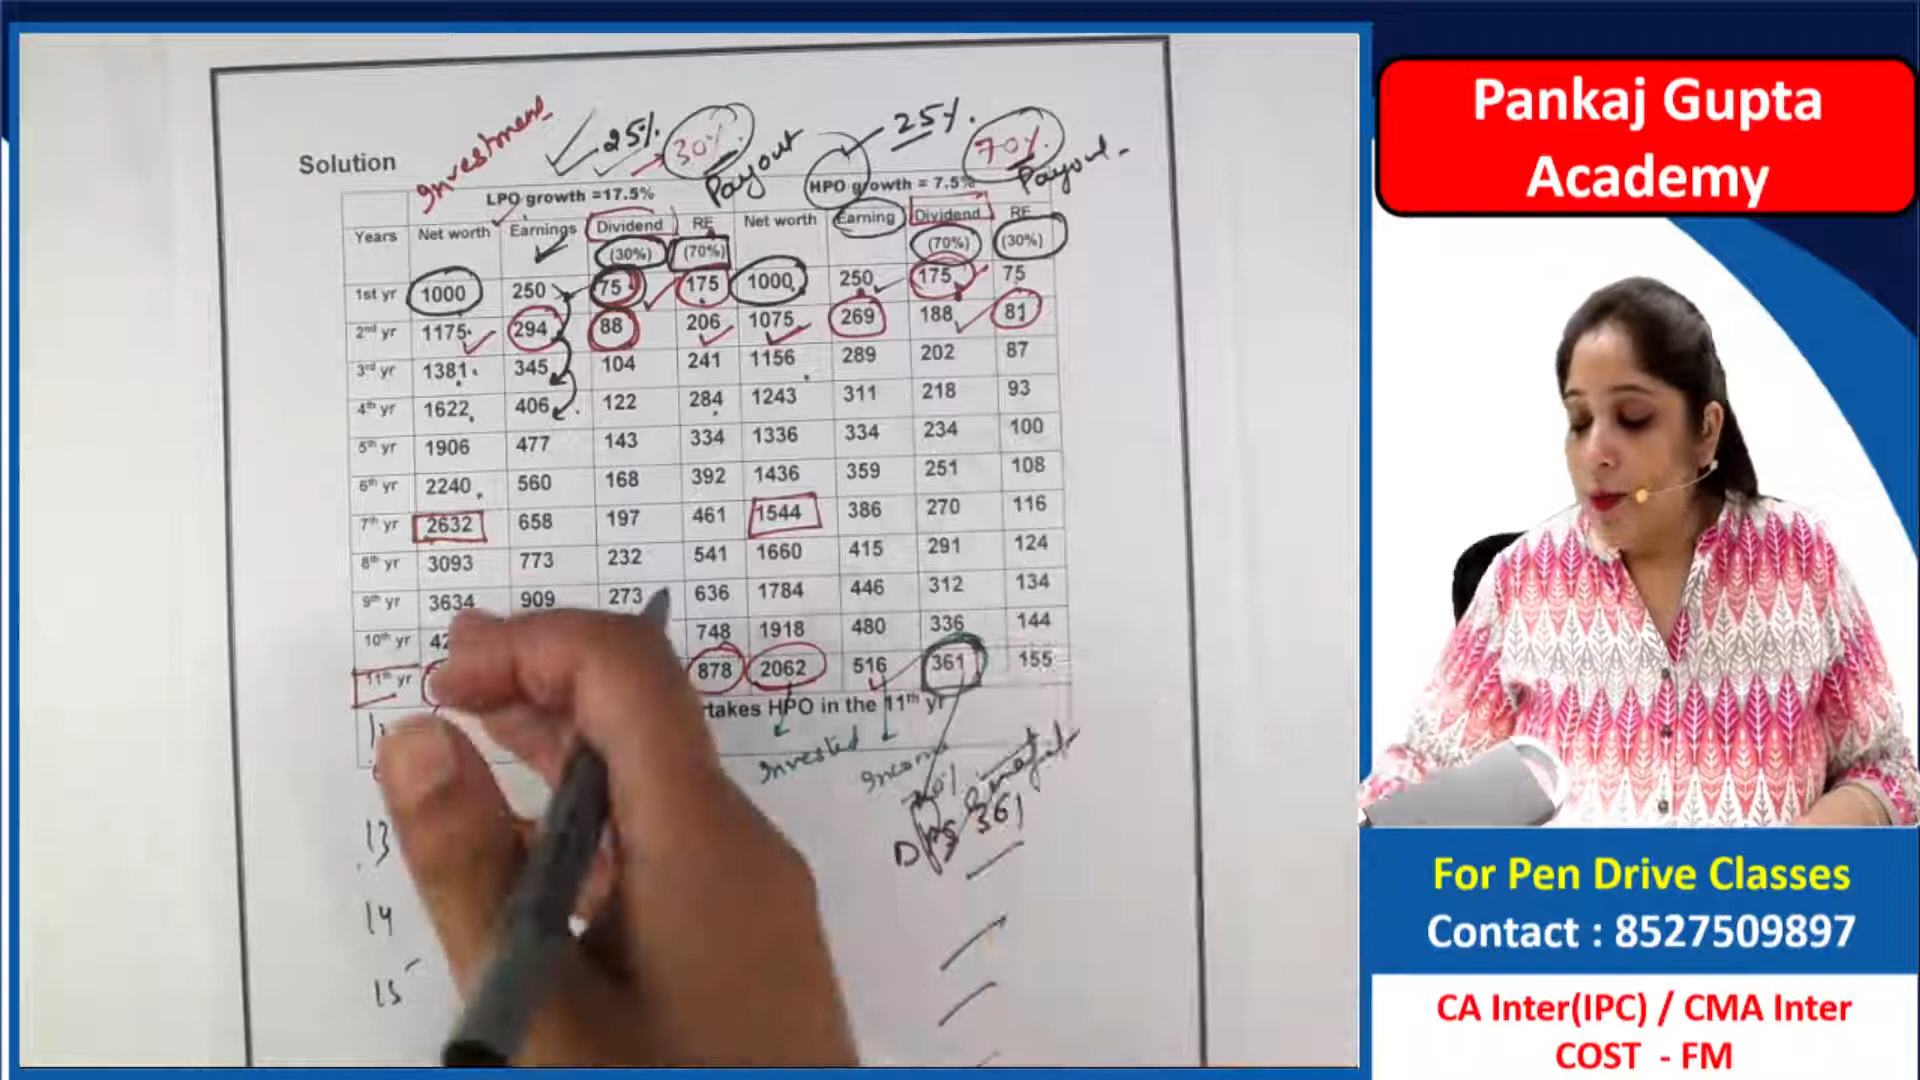 Investment
25%.
30%
Payout
25%.
70%
Payout
Solution
LPO growth =17.5%
HPO growth = 7.5%
Years
Net worth
Earnings
Dividend
RE
Net worth
Earning
Dividend
RE
(30%)
(70%)
(70%)
(30%)
1st yr 1000 250 75 175 1000 250 175 75
2nd yr 1175 294 88 206 1075 269 188 81
3rd yr 1381 345 104 241 1156 289 202 87
4th yr 1622 406 122 284 1243 311 218 93
5th yr 1906 477 143 334 1336 334 234 100
6th yr 2240 560 168 392 1436 359 251 108
7th yr 2632 658 197 461 1544 386 270 116
8th yr 3093 773 232 541 1660 415 291 124
9th yr 3634 909 273 636 1784 446 312 134
10th yr 748 1918 480 336 144
11th yr 878 2062 516 361 155
takes HPO in the 11th yr
Invested
DPS 361
13
14
15
Pankaj Gupta
Academy
For Pen Drive Classes
Contact : 8527509897
CA Inter(IPC) / CMA Inter
COST - FM